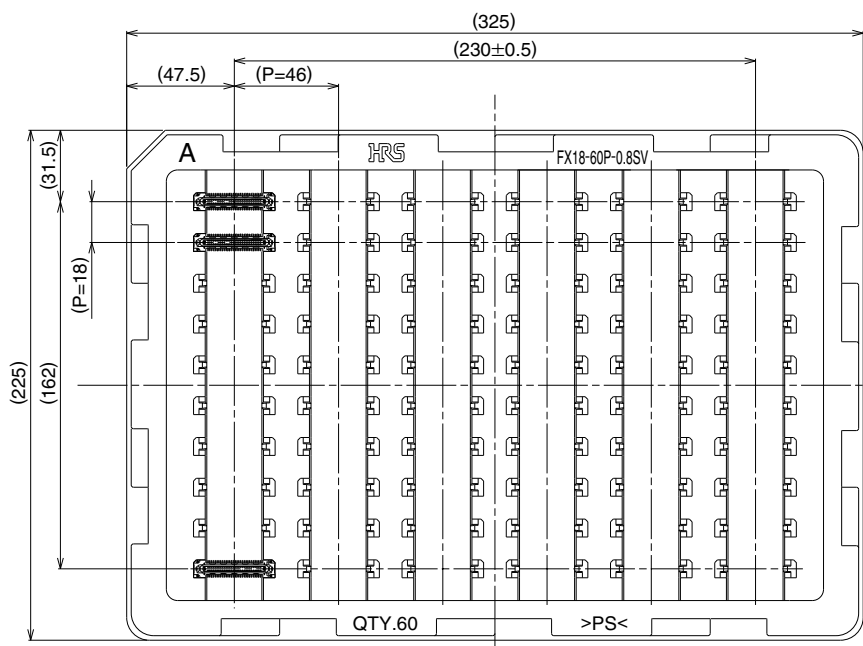 (325)
(230±0.5)
(47.5)
(P=46)
(31.5)
A
HRS
FX18-60P-0.8SV
(P=18)
(162)
(225)
QTY.60
>PS<